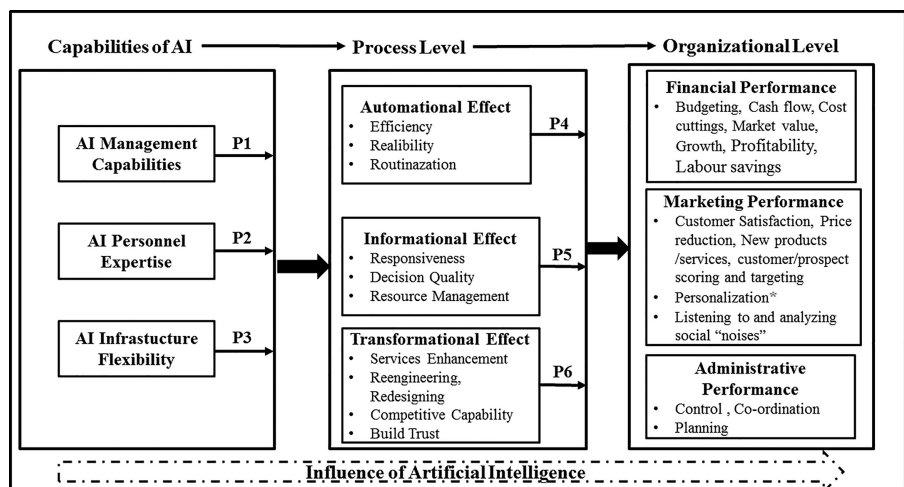 Capabilities of AI
Process Level
Organizational Level
AI Management
Capabilities
P1
AI Personnel
Expertise
P2
AI Infrastucture
Flexibility
P3
Automational Effect
• Efficiency
• Realibility
• Routinazation
P4
Informational Effect
• Responsiveness
• Decision Quality
• Resource Management
P5
Transformational Effect
• Services Enhancement
• Reengineering,
Redesigning
• Competitive Capability
• Build Trust
P6
Financial Performance
• Budgeting, Cash flow, Cost
cuttings, Market value,
Growth, Profitability,
Labour savings
Marketing Performance
• Customer Satisfaction, Price
reduction, New products
/services, customer/prospect
scoring and targeting
• Personalization*
• Listening to and analyzing
social “noises”
Administrative
Performance
• Control , Co-ordination
• Planning
Influence of Artificial Intelligence